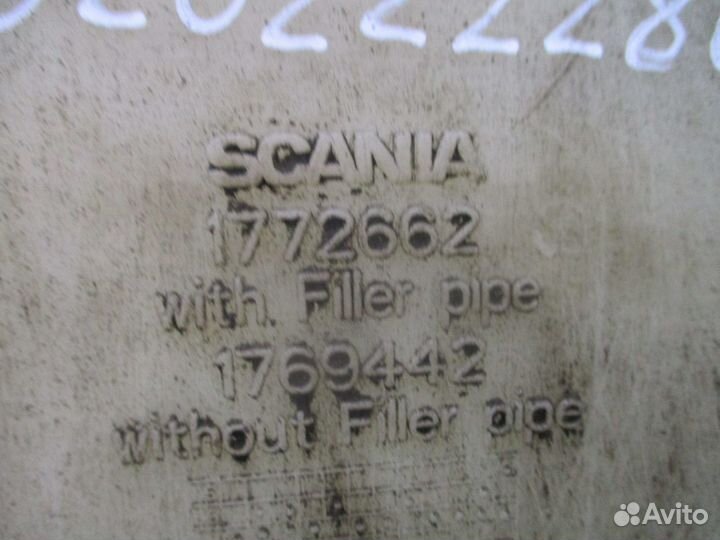 SCANIA
1772662
with Filler pipe
1769442
without Filler pipe
Avito